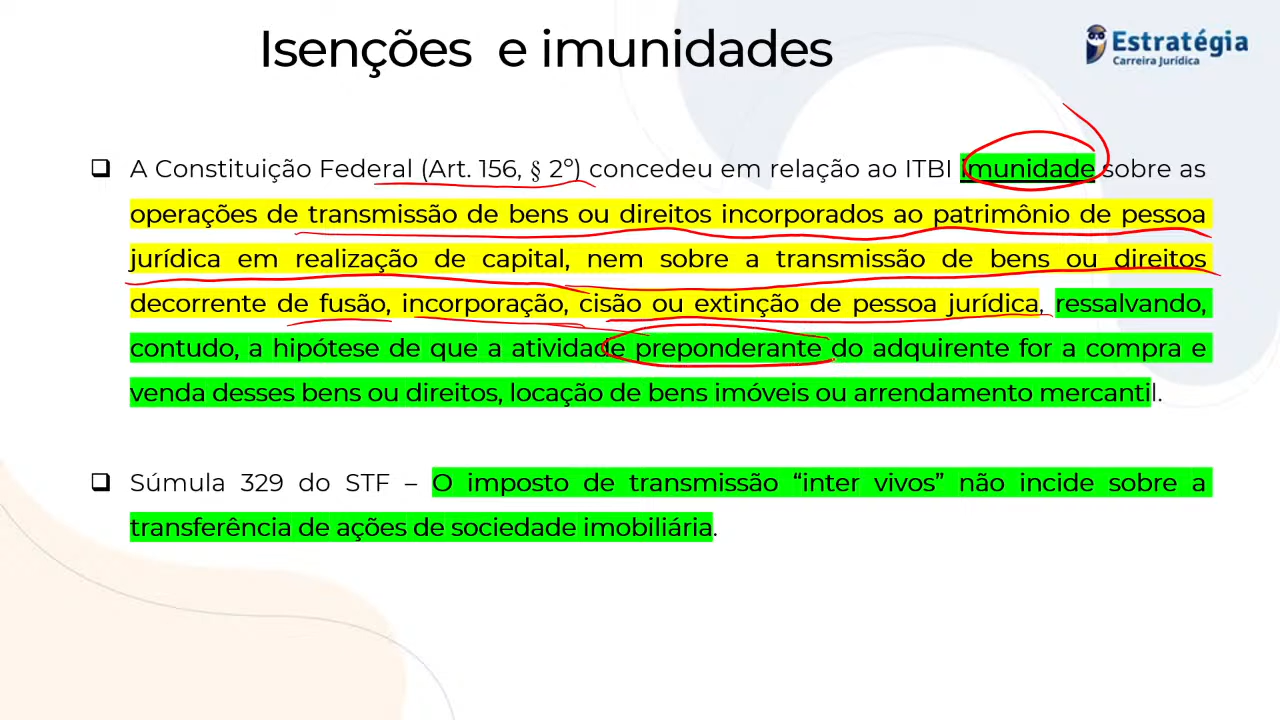 Isenções e imunidades
Estratégia
Carreira Jurídica
❑ A Constituição Federal (Art. 156, § 2º) concedeu em relação ao ITBI imunidade sobre as
operações de transmissão de bens ou direitos incorporados ao patrimônio de pessoa
jurídica em realização de capital, nem sobre a transmissão de bens ou direitos
decorrente de fusão, incorporação, cisão ou extinção de pessoa jurídica, ressalvando,
contudo, a hipótese de que a atividade preponderante do adquirente for a compra e
venda desses bens ou direitos, locação de bens imóveis ou arrendamento mercantil.
❑ Súmula 329 do STF – O imposto de transmissão “inter vivos” não incide sobre a
transferência de ações de sociedade imobiliária.